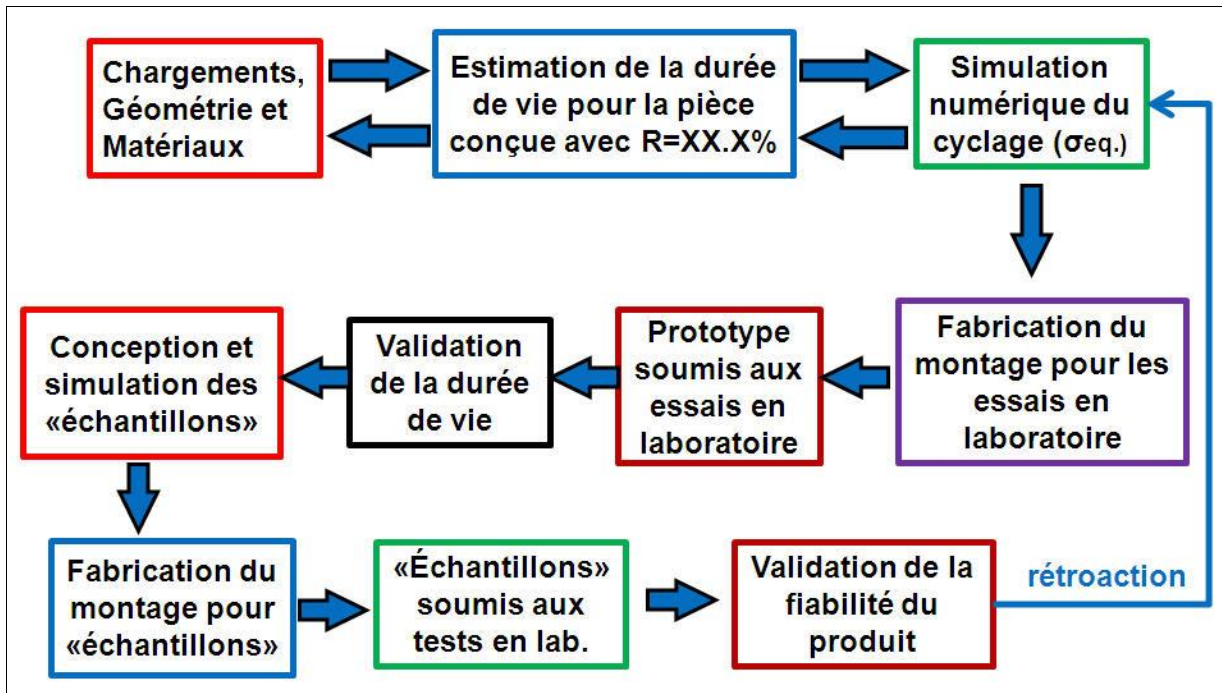 Chargements,
Géométrie et
Matériaux
Estimation de la durée
de vie pour la pièce
conçue avec R=XX.X%
Simulation
numérique du
cyclage (σeq.)
Fabrication du
montage pour les
essais en
laboratoire
Prototype
soumis aux
essais en
laboratoire
Validation
de la durée
de vie
Conception et
simulation des
«échantillons»
Fabrication du
montage pour
«échantillons»
«Échantillons»
soumis aux
tests en lab.
Validation de la
fiabilité du
produit
rétroaction